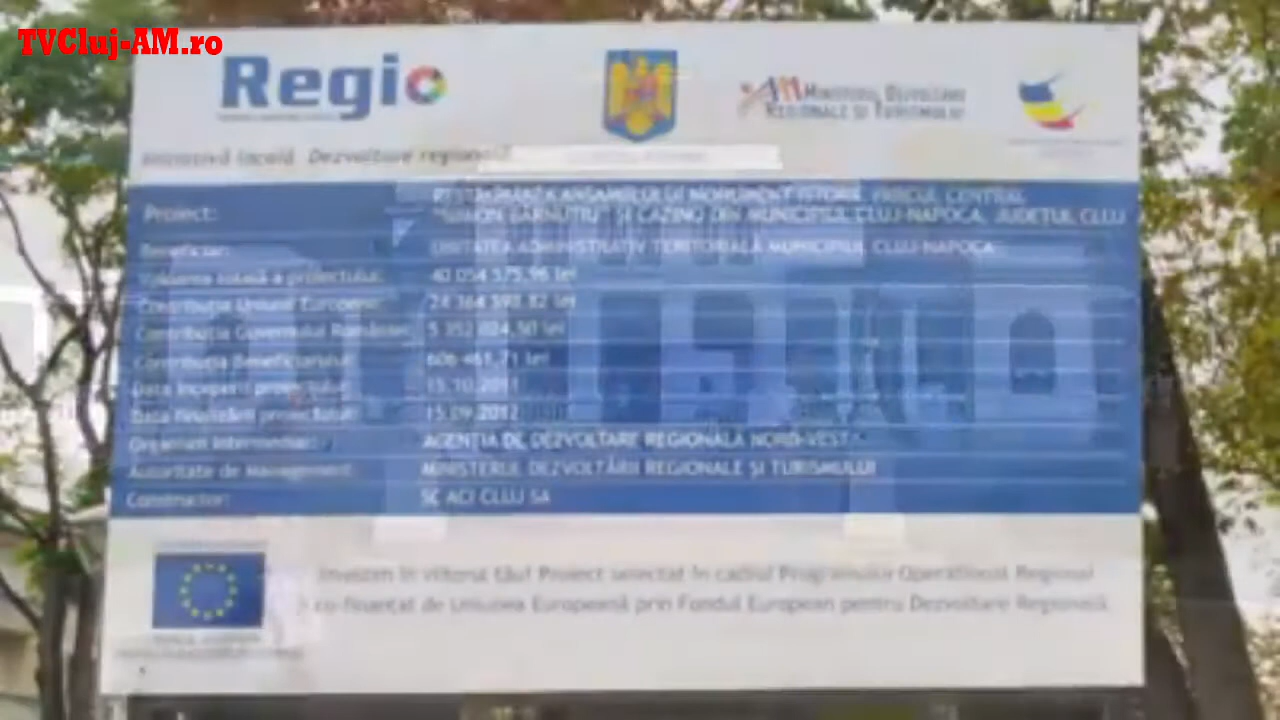 TVCluj-AM.ro
Regio
MINISTERUL DEZVOLTĂRII
REGIONALE ȘI TURISMULUI
Inițiativă locală. Dezvoltare regională.
Proiect: RESTAURAREA ANSAMBLULUI MONUMENT ISTORIC PARCUL CENTRAL
"SIMION BĂRNUȚIU" ȘI CAZINO DIN MUNICIPIUL CLUJ-NAPOCA, JUDEȚUL CLUJ
Beneficiar: UNITATEA ADMINISTRATIV TERITORIALĂ MUNICIPIUL CLUJ-NAPOCA
Valoarea totală a proiectului: 40 054 575,96 lei
Contribuția Uniunii Europene: 24 364 598,82 lei
Contribuția Guvernului României: 5 352 024,50 lei
Contribuția Beneficiarului: 606 461,71 lei
Data începerii proiectului: 15.10.2011
Data finalizării proiectului: 15.09.2012
Organism Intermediar: AGENȚIA DE DEZVOLTARE REGIONALĂ NORD-VEST
Autoritate de Management: MINISTERUL DEZVOLTĂRII REGIONALE ȘI TURISMULUI
Constructor: SC ACI CLUJ SA
Investim în viitorul tău! Proiect selectat în cadrul Programului Operațional Regional
co-finanțat de Uniunea Europeană prin Fondul European pentru Dezvoltare Regională.